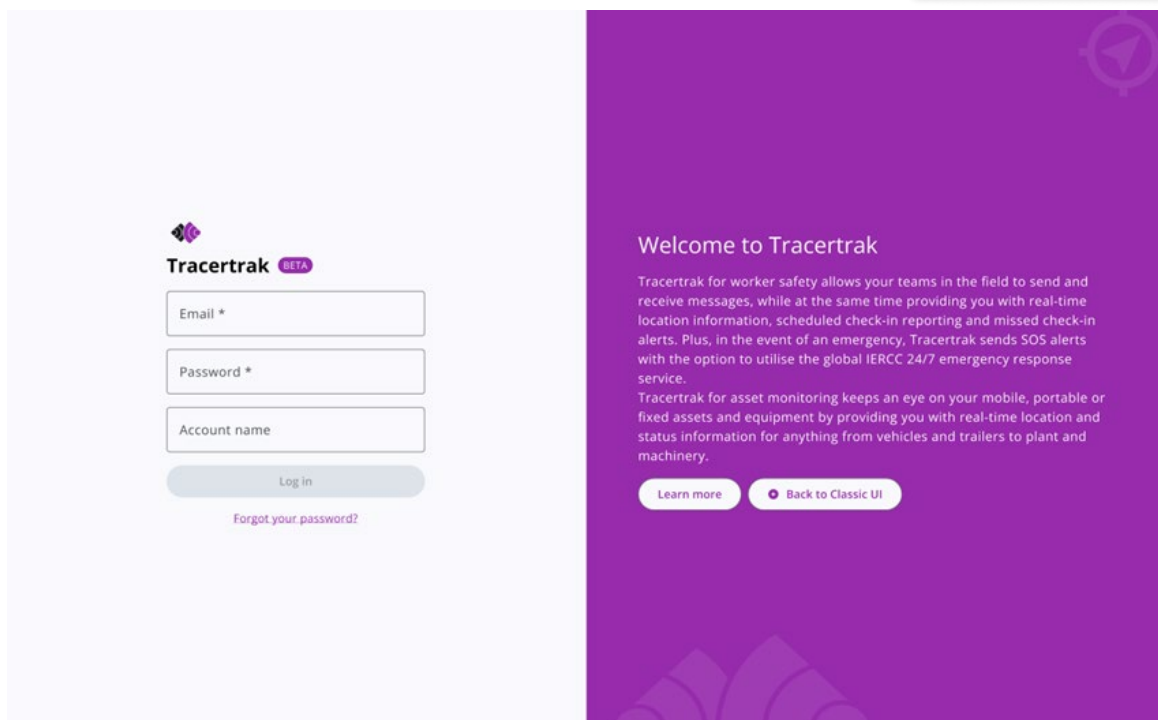 Tracertrak BETA
Email *
Password *
Account name
Log in
Forgot your password?
Welcome to Tracertrak
Tracertrak for worker safety allows your teams in the field to send and
receive messages, while at the same time providing you with real-time
location information, scheduled check-in reporting and missed check-in
alerts. Plus, in the event of an emergency, Tracertrak sends SOS alerts
with the option to utilise the global IERCC 24/7 emergency response
service.
Tracertrak for asset monitoring keeps an eye on your mobile, portable or
fixed assets and equipment by providing you with real-time location and
status information for anything from vehicles and trailers to plant and
machinery.
Learn more
Back to Classic UI